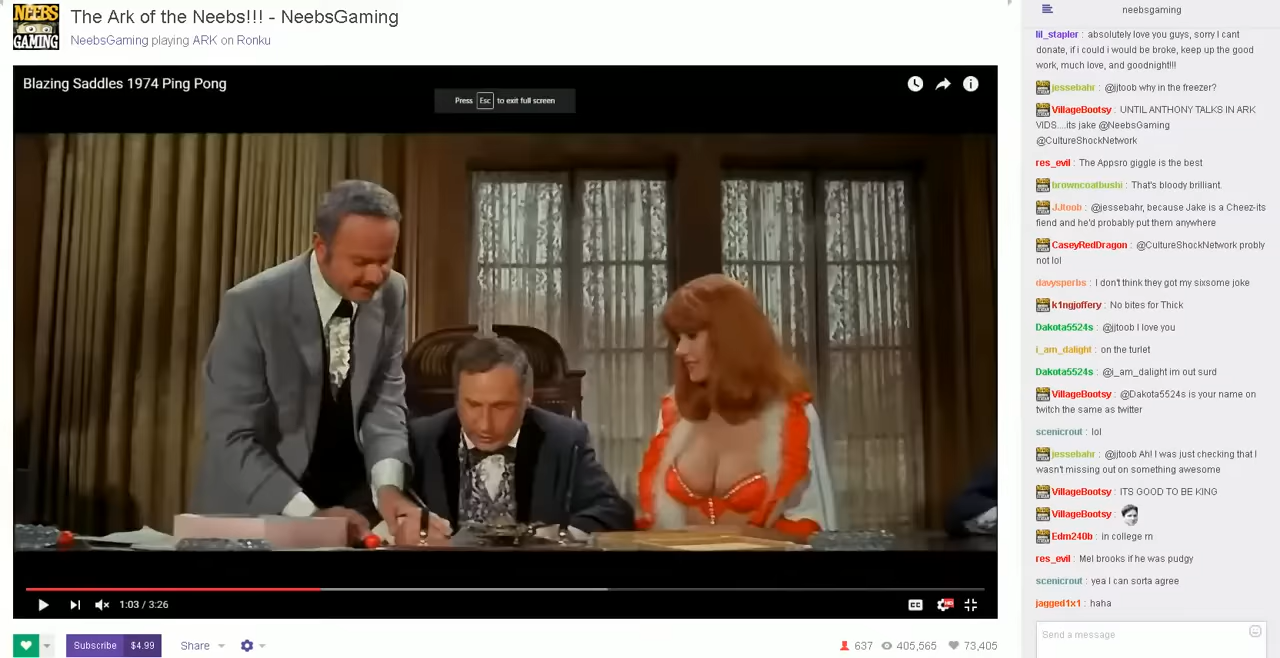 NEEBS
GAMING
The Ark of the Neebs!!! - NeebsGaming
NeebsGaming playing ARK on Ronku
Blazing Saddles 1974 Ping Pong
Press Esc to exit full screen
1:03 / 3:26
CC
HD
Subscribe $4.99
Share
637 405,565 73,405
neebsgaming
lil_stapler : absolutely love you guys, sorry I cant
donate, if i could i would be broke, keep up the good
work, much love, and goodnight!!!
jessebahr : @jjtoob why in the freezer?
VillageBootsy : UNTIL ANTHONY TALKS IN ARK
VIDS....its jake @NeebsGaming
@CultureShockNetwork
res_evil : The Appsro giggle is the best
browncoatbushi : That's bloody brilliant.
JJtoob : @jessebahr, because Jake is a Cheez-its
fiend and he'd probably put them anywhere
CaseyRedDragon : @CultureShockNetwork probly
not lol
davysperbs : I don't think they got my sixsome joke
k1ngjoffery : No bites for Thick
Dakota5524s : @jjtoob I love you
i_am_dalight : on the turlet
Dakota5524s : @i_am_dalight im out surd
VillageBootsy : @Dakota5524s is your name on
twitch the same as twitter
scenicrout : lol
jessebahr : @jjtoob Ah! I was just checking that I
wasn't missing out on something awesome
VillageBootsy : ITS GOOD TO BE KING
VillageBootsy :
Edm240b : in college rn
res_evil : Mel brooks if he was pudgy
scenicrout : yea I can sorta agree
jagged1x1 : haha
Send a message